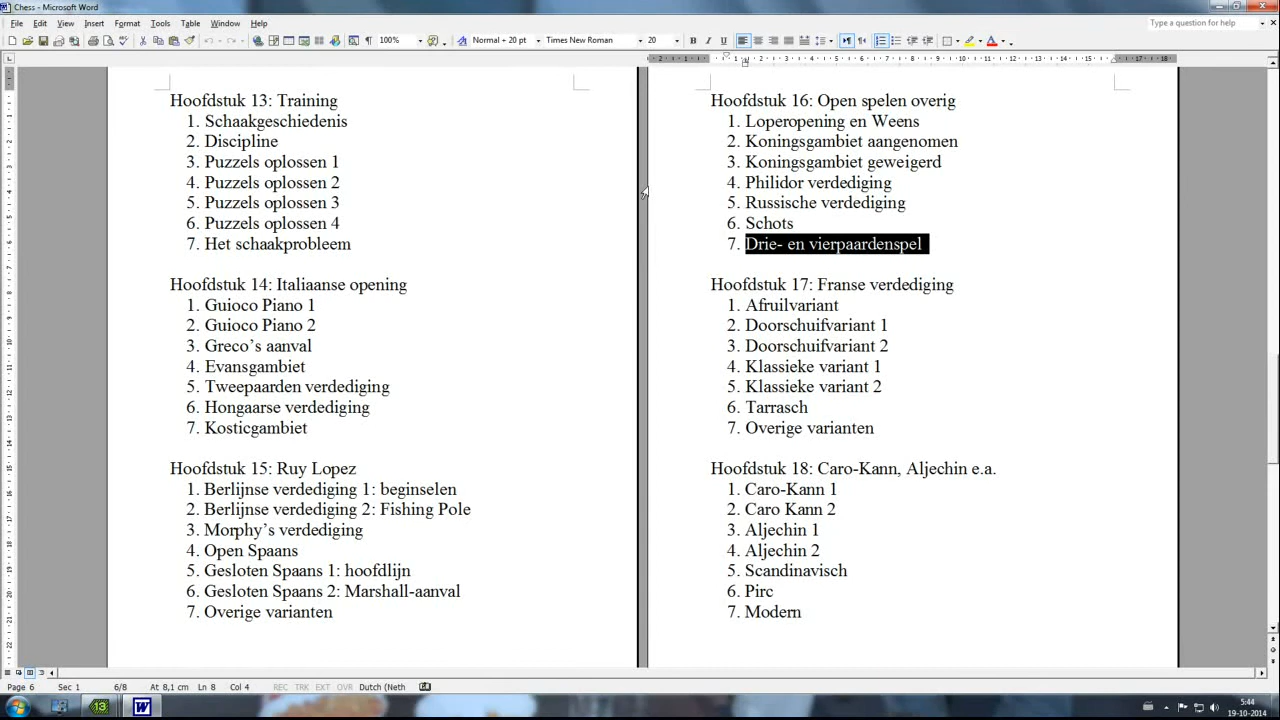 Chess - Microsoft Word
File Edit View Insert Format Tools Table Window Help
Type a question for help
100% Normal + 20 pt Times New Roman 20 B I U
Hoofdstuk 13: Training
1. Schaakgeschiedenis
2. Discipline
3. Puzzels oplossen 1
4. Puzzels oplossen 2
5. Puzzels oplossen 3
6. Puzzels oplossen 4
7. Het schaakprobleem
Hoofdstuk 14: Italiaanse opening
1. Guioco Piano 1
2. Guioco Piano 2
3. Greco's aanval
4. Evansgambiet
5. Tweepaarden verdediging
6. Hongaarse verdediging
7. Kosticgambiet
Hoofdstuk 15: Ruy Lopez
1. Berlijnse verdediging 1: beginselen
2. Berlijnse verdediging 2: Fishing Pole
3. Morphy's verdediging
4. Open Spaans
5. Gesloten Spaans 1: hoofdlijn
6. Gesloten Spaans 2: Marshall-aanval
7. Overige varianten
Hoofdstuk 16: Open spelen overig
1. Loperopening en Weens
2. Koningsgambiet aangenomen
3. Koningsgambiet geweigerd
4. Philidor verdediging
5. Russische verdediging
6. Schots
7. Drie- en vierpaardenspel
Hoofdstuk 17: Franse verdediging
1. Afruilvariant
2. Doorschuifvariant 1
3. Doorschuifvariant 2
4. Klassieke variant 1
5. Klassieke variant 2
6. Tarrasch
7. Overige varianten
Hoofdstuk 18: Caro-Kann, Aljechin e.a.
1. Caro-Kann 1
2. Caro Kann 2
3. Aljechin 1
4. Aljechin 2
5. Scandinavisch
6. Pirc
7. Modern
Page 6 Sec 1 6/8 At 8,1 cm Ln 8 Col 4 REC TRK EXT OVR Dutch (Neth
13
5:44
19-10-2014